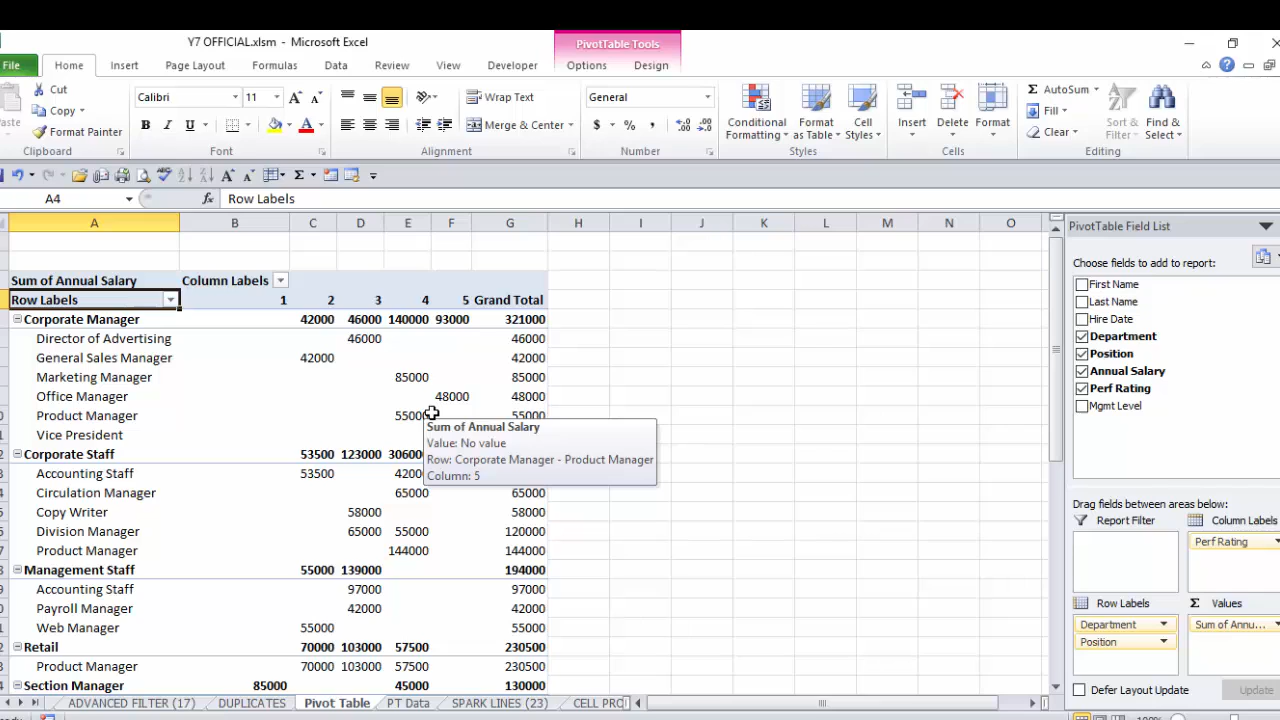 Y7 OFFICIAL.xlsm - Microsoft Excel
PivotTable Tools
File Home Insert Page Layout Formulas Data Review View Developer Options Design
Cut
Copy
Format Painter
Clipboard
Calibri 11
B I U A
Font
Wrap Text
Merge & Center
Alignment
General
$ % ,
Number
Conditional Formatting
Format as Table
Cell Styles
Styles
Insert Delete Format
Cells
AutoSum
Fill
Clear
Sort & Filter
Find & Select
Editing
A4 fx Row Labels
A B C D E F G H I J K L M N O
Sum of Annual Salary Column Labels
Row Labels 1 2 3 4 5 Grand Total
Corporate Manager 42000 46000 140000 93000 321000
Director of Advertising 46000 46000
General Sales Manager 42000 42000
Marketing Manager 85000 85000
Office Manager 48000 48000
Product Manager 55000 55000
Vice President
Corporate Staff 53500 123000
Accounting Staff 53500
Circulation Manager 65000 65000
Copy Writer 58000 58000
Division Manager 65000 55000 120000
Product Manager 144000 144000
Management Staff 55000 139000 194000
Accounting Staff 97000 97000
Payroll Manager 42000 42000
Web Manager 55000 55000
Retail 70000 103000 57500 230500
Product Manager 70000 103000 57500 230500
Section Manager 85000 45000 130000
Sum of Annual Salary
Value: No value
Row: Corporate Manager - Product Manager
Column: 5
PivotTable Field List
Choose fields to add to report:
First Name
Last Name
Hire Date
Department
Position
Annual Salary
Perf Rating
Mgmt Level
Drag fields between areas below:
Report Filter Column Labels
Perf Rating
Row Labels Σ Values
Department Sum of Annu...
Position
Defer Layout Update Update
ADVANCED FILTER (17) DUPLICATES Pivot Table PT Data SPARK LINES (23)